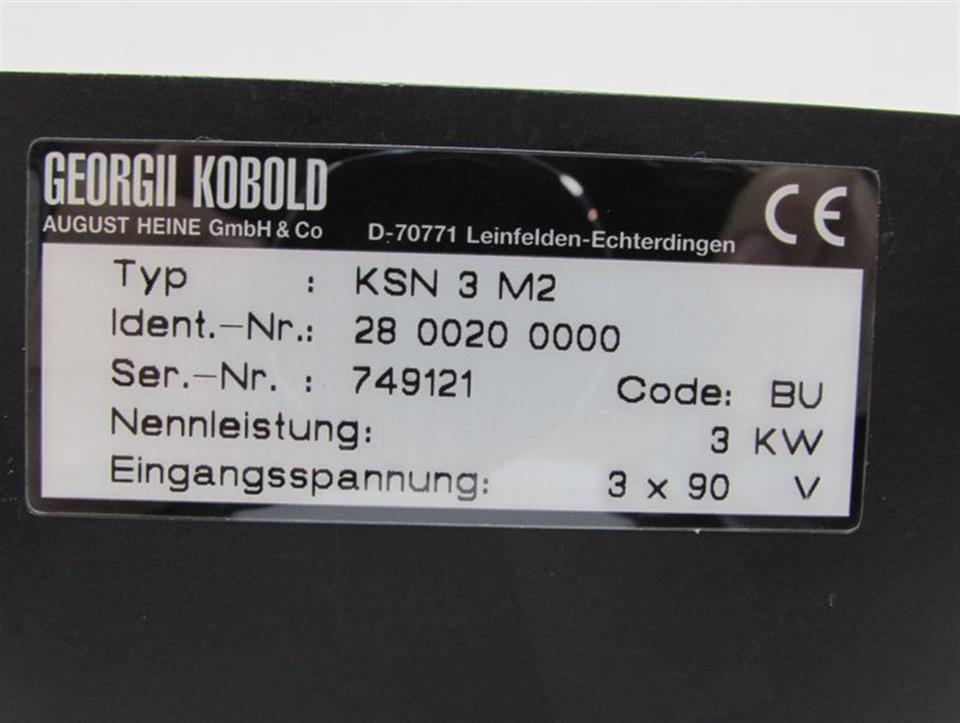 GEORGII KOBOLD
AUGUST HEINE GmbH & Co D-70771 Leinfelden-Echterdingen
CE
Typ : KSN 3 M2
Ident.-Nr.: 28 0020 0000
Ser.-Nr. : 749121 Code: BU
Nennleistung: 3 KW
Eingangsspannung: 3 x 90 V